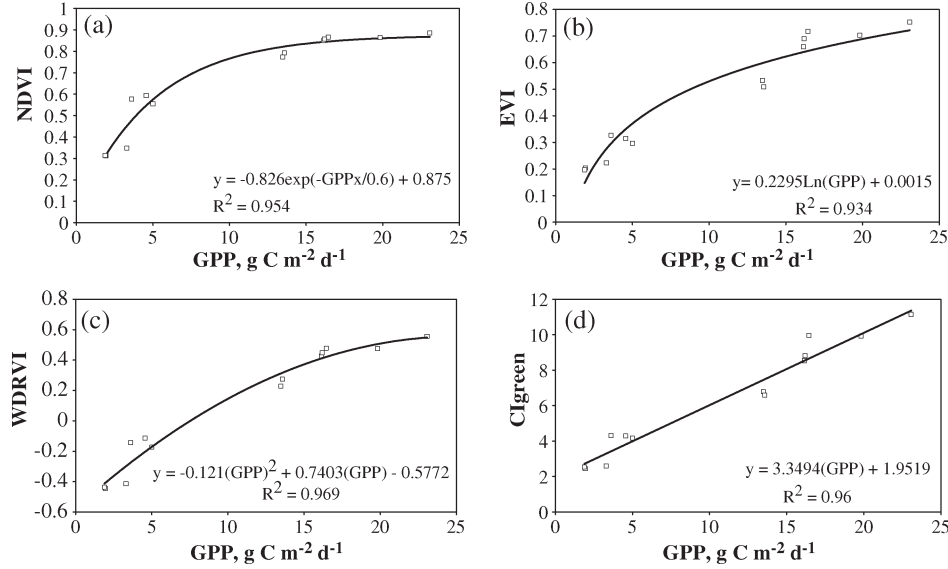 (a)
1
0.9
0.8
0.7
0.6
0.5
0.4
0.3
0.2
0.1
0
NDVI
y = -0.826exp(-GPPx/0.6) + 0.875
R² = 0.954
0 5 10 15 20 25
GPP, g C m⁻² d⁻¹
(b)
0.8
0.7
0.6
0.5
0.4
0.3
0.2
0.1
0
EVI
y= 0.2295Ln(GPP) + 0.0015
R² = 0.934
0 5 10 15 20 25
GPP, g C m⁻² d⁻¹
(c)
0.8
0.6
0.4
0.2
0
-0.2
-0.4
-0.6
WDRVI
y = -0.121(GPP)² + 0.7403(GPP) - 0.5772
R² = 0.969
0 5 10 15 20 25
GPP, g C m⁻² d⁻¹
(d)
12
10
8
6
4
2
0
CIgreen
y = 3.3494(GPP) + 1.9519
R² = 0.96
0 5 10 15 20 25
GPP, g C m⁻² d⁻¹